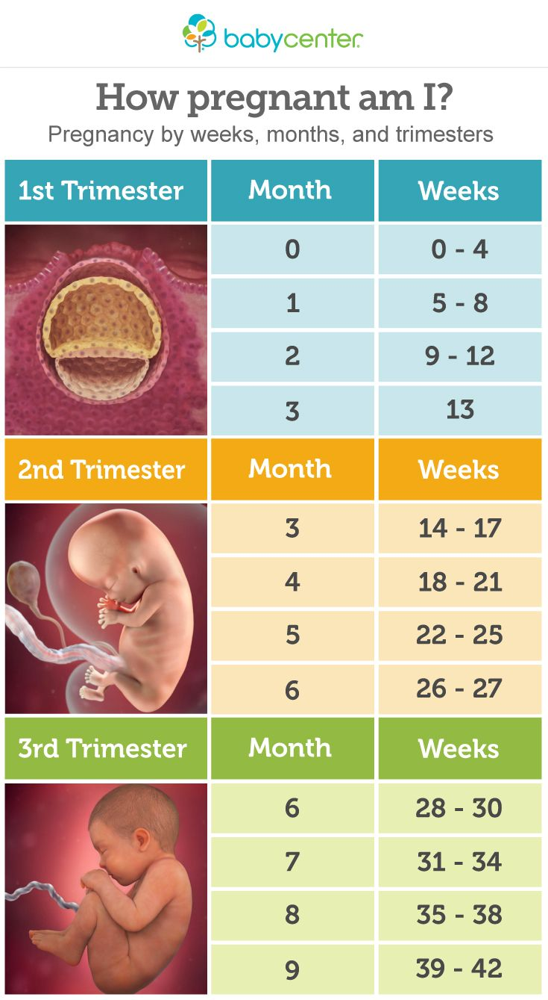 babycenter.
How pregnant am I?
Pregnancy by weeks, months, and trimesters
1st Trimester Month Weeks
0 0 - 4
1 5 - 8
2 9 - 12
3 13
2nd Trimester Month Weeks
3 14 - 17
4 18 - 21
5 22 - 25
6 26 - 27
3rd Trimester Month Weeks
6 28 - 30
7 31 - 34
8 35 - 38
9 39 - 42